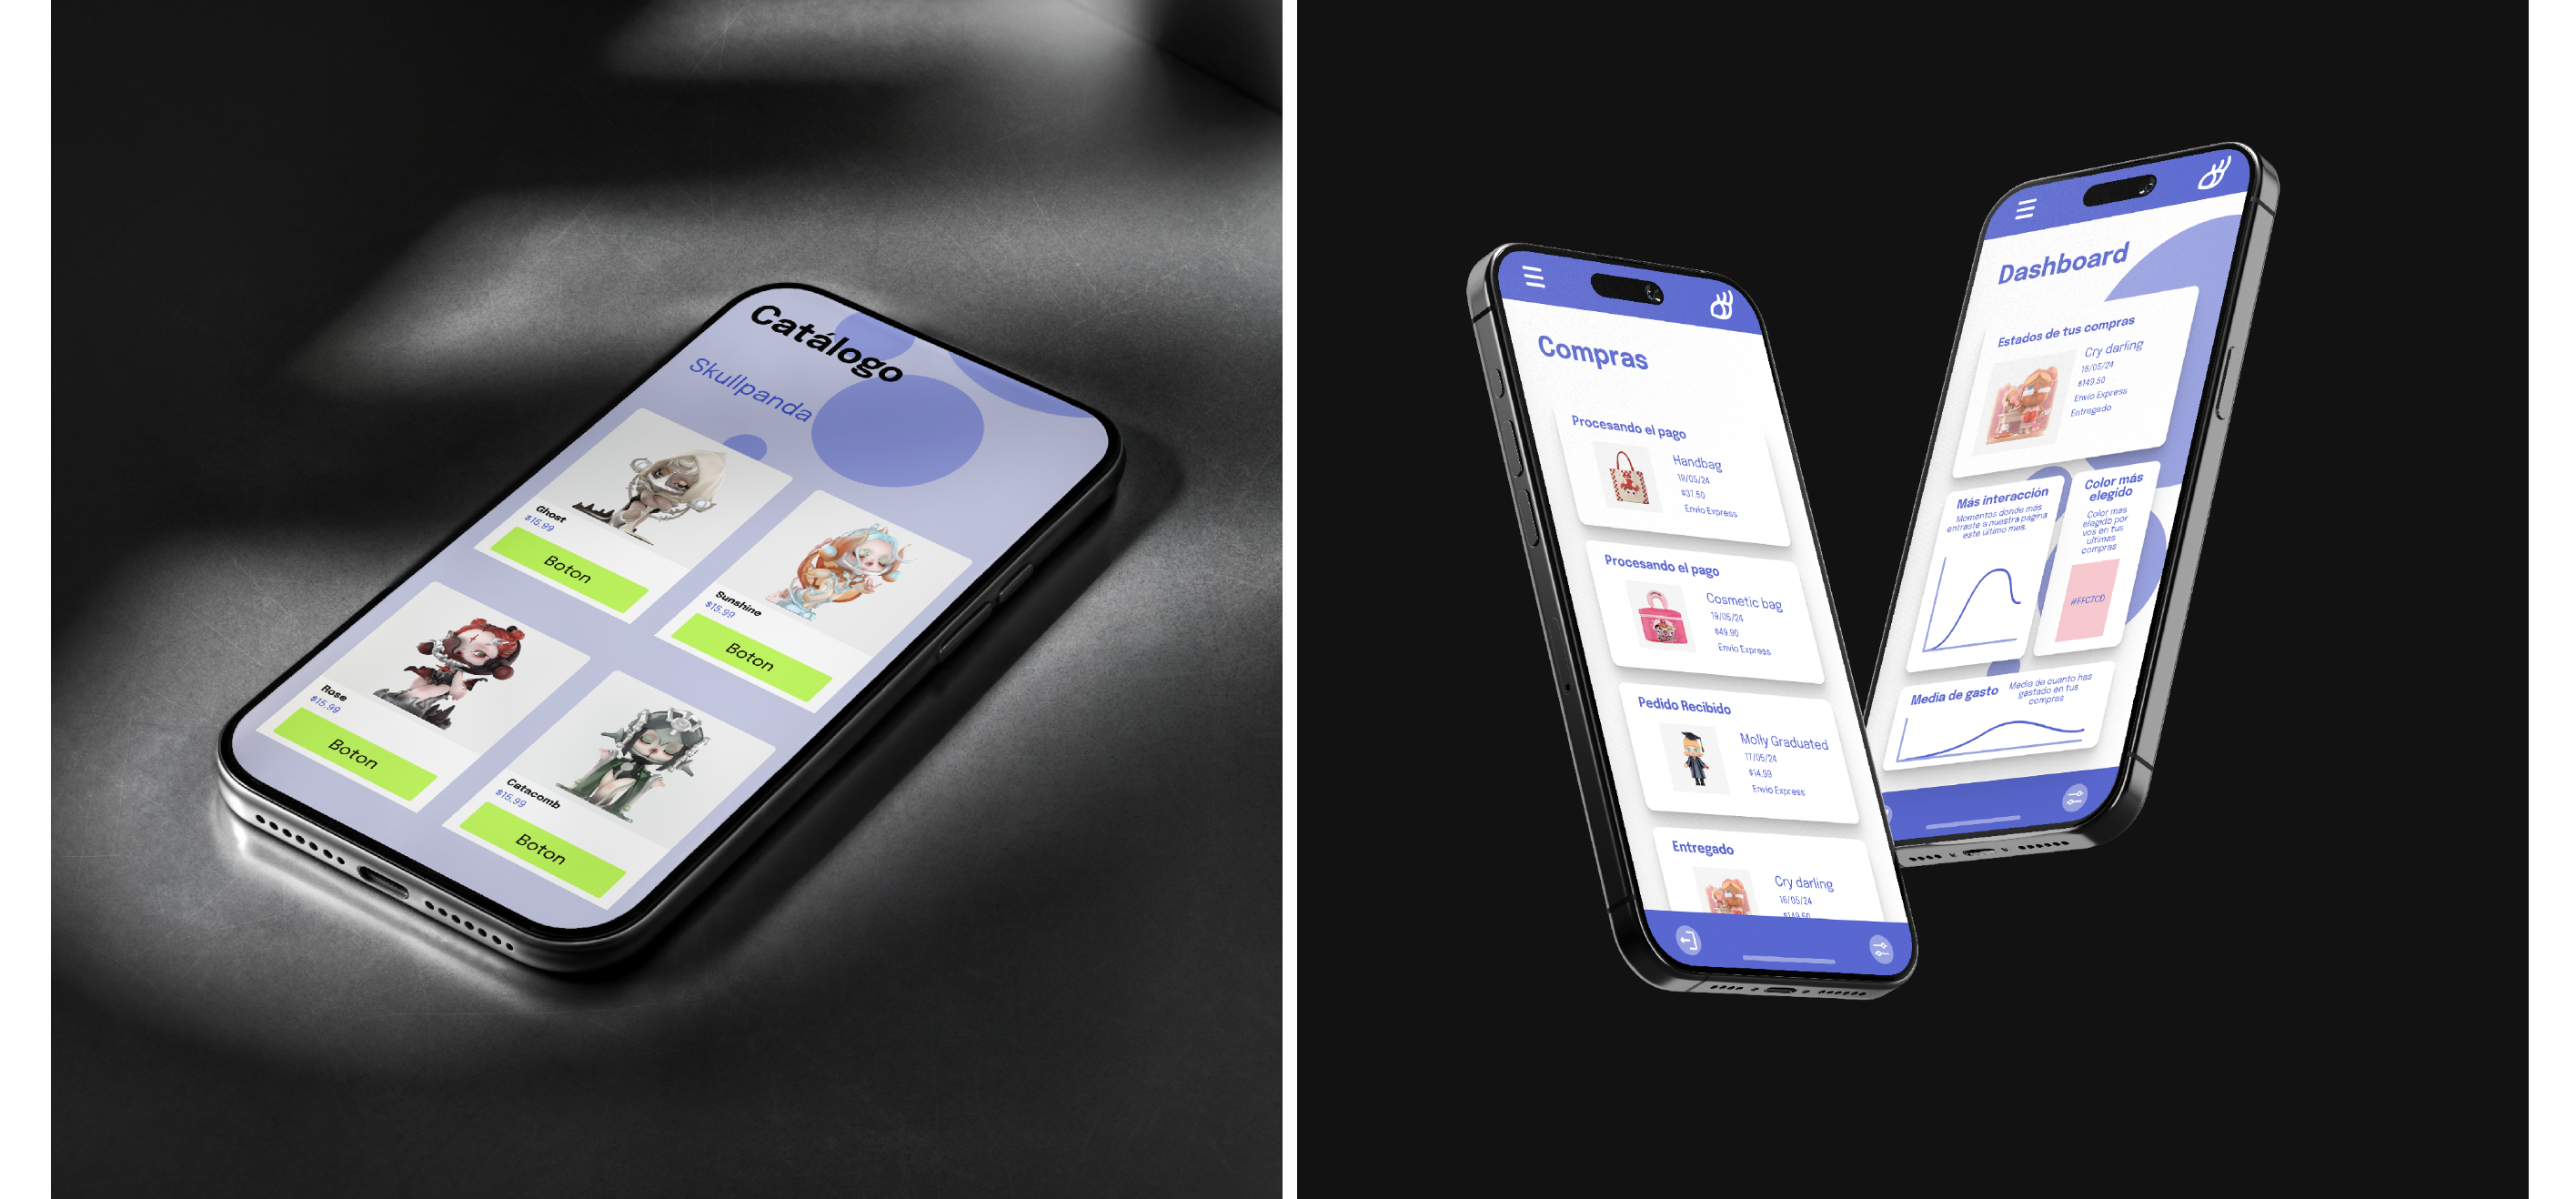 Catálogo
Skullpanda
Ghost
$15.99
Boton
Sunshine
$15.99
Boton
Rose
$15.99
Boton
Catacomb
$15.99
Boton
Compras
Procesando el pago
Handbag
19/05/24
$37.50
Envío Express
Procesando el pago
Cosmetic bag
19/05/24
$49.90
Envío Express
Pedido Recibido
Molly Graduated
17/05/24
$14.99
Envío Express
Entregado
Cry darling
16/05/24
$149.50
Dashboard
Estados de tus compras
Cry darling
16/05/24
$149.50
Envío Express
Entregado
Más interacción
Momentos donde más
entraste a nuestra pagina
este último mes.
Color más
elegido
Color mas
elegido por
vos en tus
ultimas
compras
#FFC7CD
Media de gasto
Media de cuanto has
gastado en tus
compras